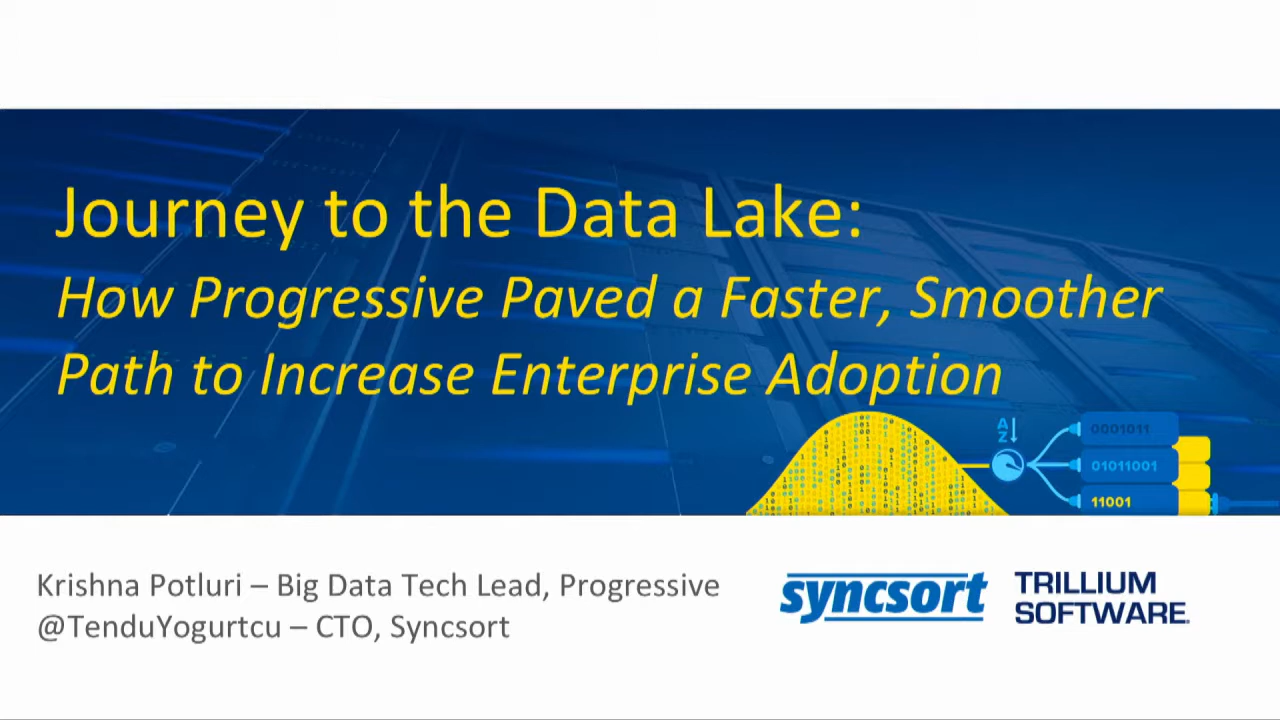 Journey to the Data Lake:
How Progressive Paved a Faster, Smoother
Path to Increase Enterprise Adoption
A
Z
0001011
01011001
11001
Krishna Potluri – Big Data Tech Lead, Progressive
@TenduYogurtcu – CTO, Syncsort
syncsort
TRILLIUM
SOFTWARE